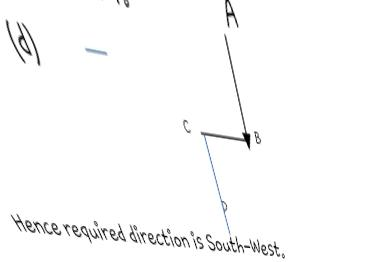 (d)
A
C
B
D
Hence required direction is South-West.